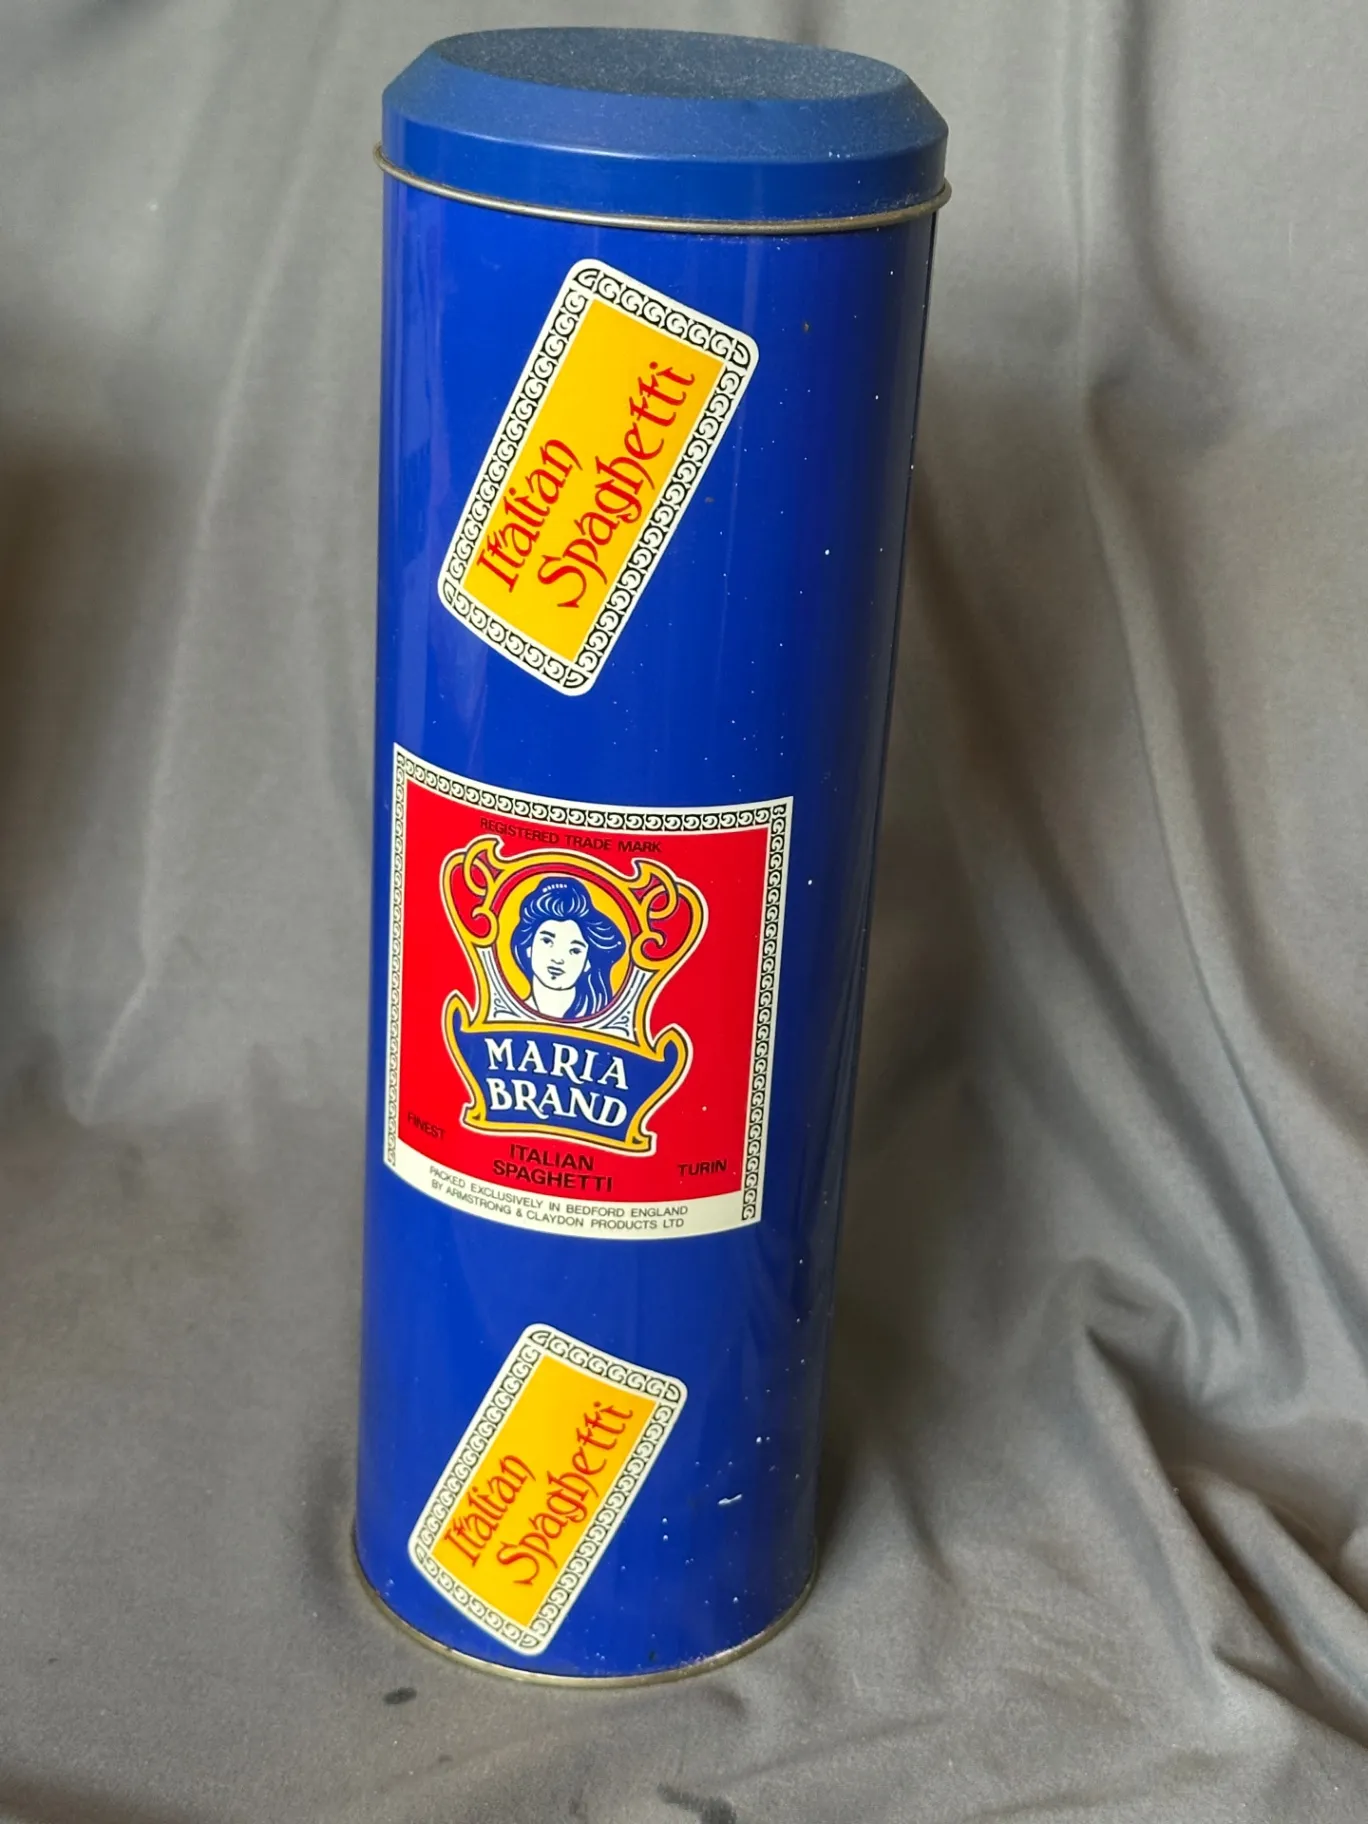 Italian
Spaghetti
REGISTERED TRADE MARK
MARIA
BRAND
FINEST
ITALIAN
SPAGHETTI
TURIN
PACKED EXCLUSIVELY IN BEDFORD ENGLAND
BY ARMSTRONG & CLAYDON PRODUCTS LTD
Italian
Spaghetti